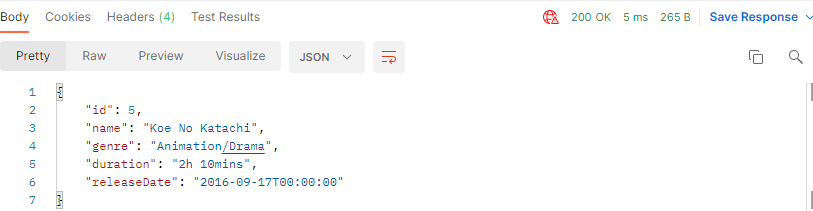 Body Cookies Headers (4) Test Results 200 OK 5 ms 265 B Save Response
Pretty Raw Preview Visualize JSON
1 {
2 "id": 5,
3 "name": "Koe No Katachi",
4 "genre": "Animation/Drama",
5 "duration": "2h 10mins",
6 "releaseDate": "2016-09-17T00:00:00"
7 }